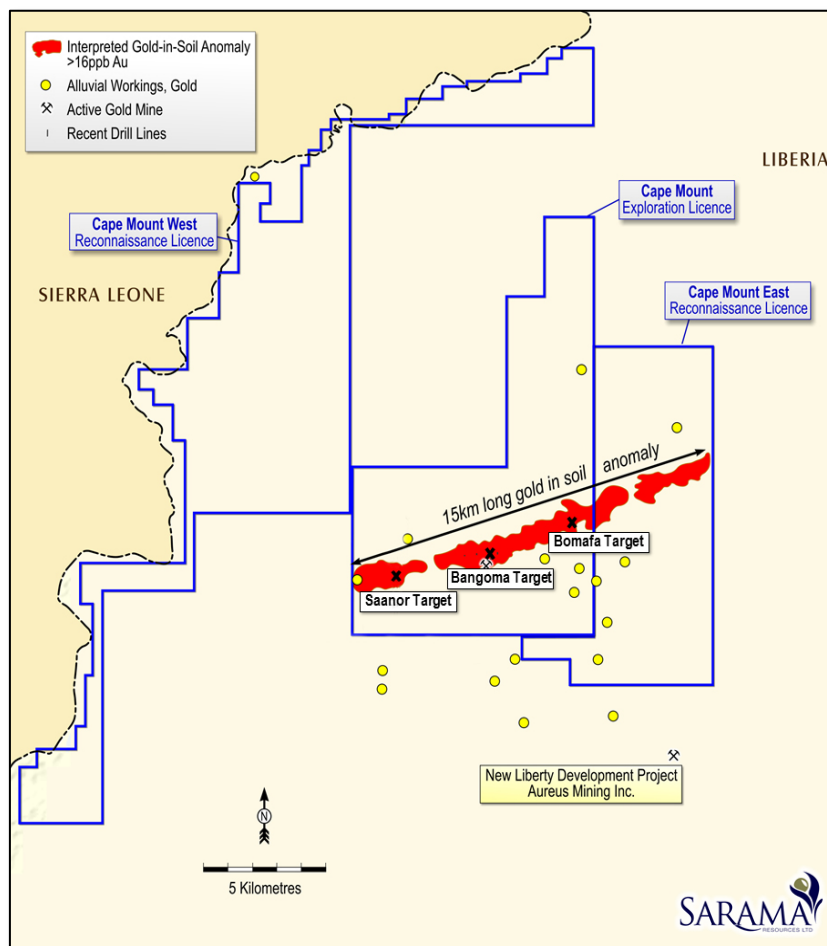 Interpreted Gold-in-Soil Anomaly
>16ppb Au
Alluvial Workings, Gold
Active Gold Mine
Recent Drill Lines
LIBERIA
Cape Mount
Exploration Licence
Cape Mount West
Reconnaissance Licence
SIERRA LEONE
Cape Mount East
Reconnaissance Licence
15km long gold in soil anomaly
Bomafa Target
Bangoma Target
Saanor Target
New Liberty Development Project
Aureus Mining Inc.
N
5 Kilometres
SARAMA
RESOURCES LTD